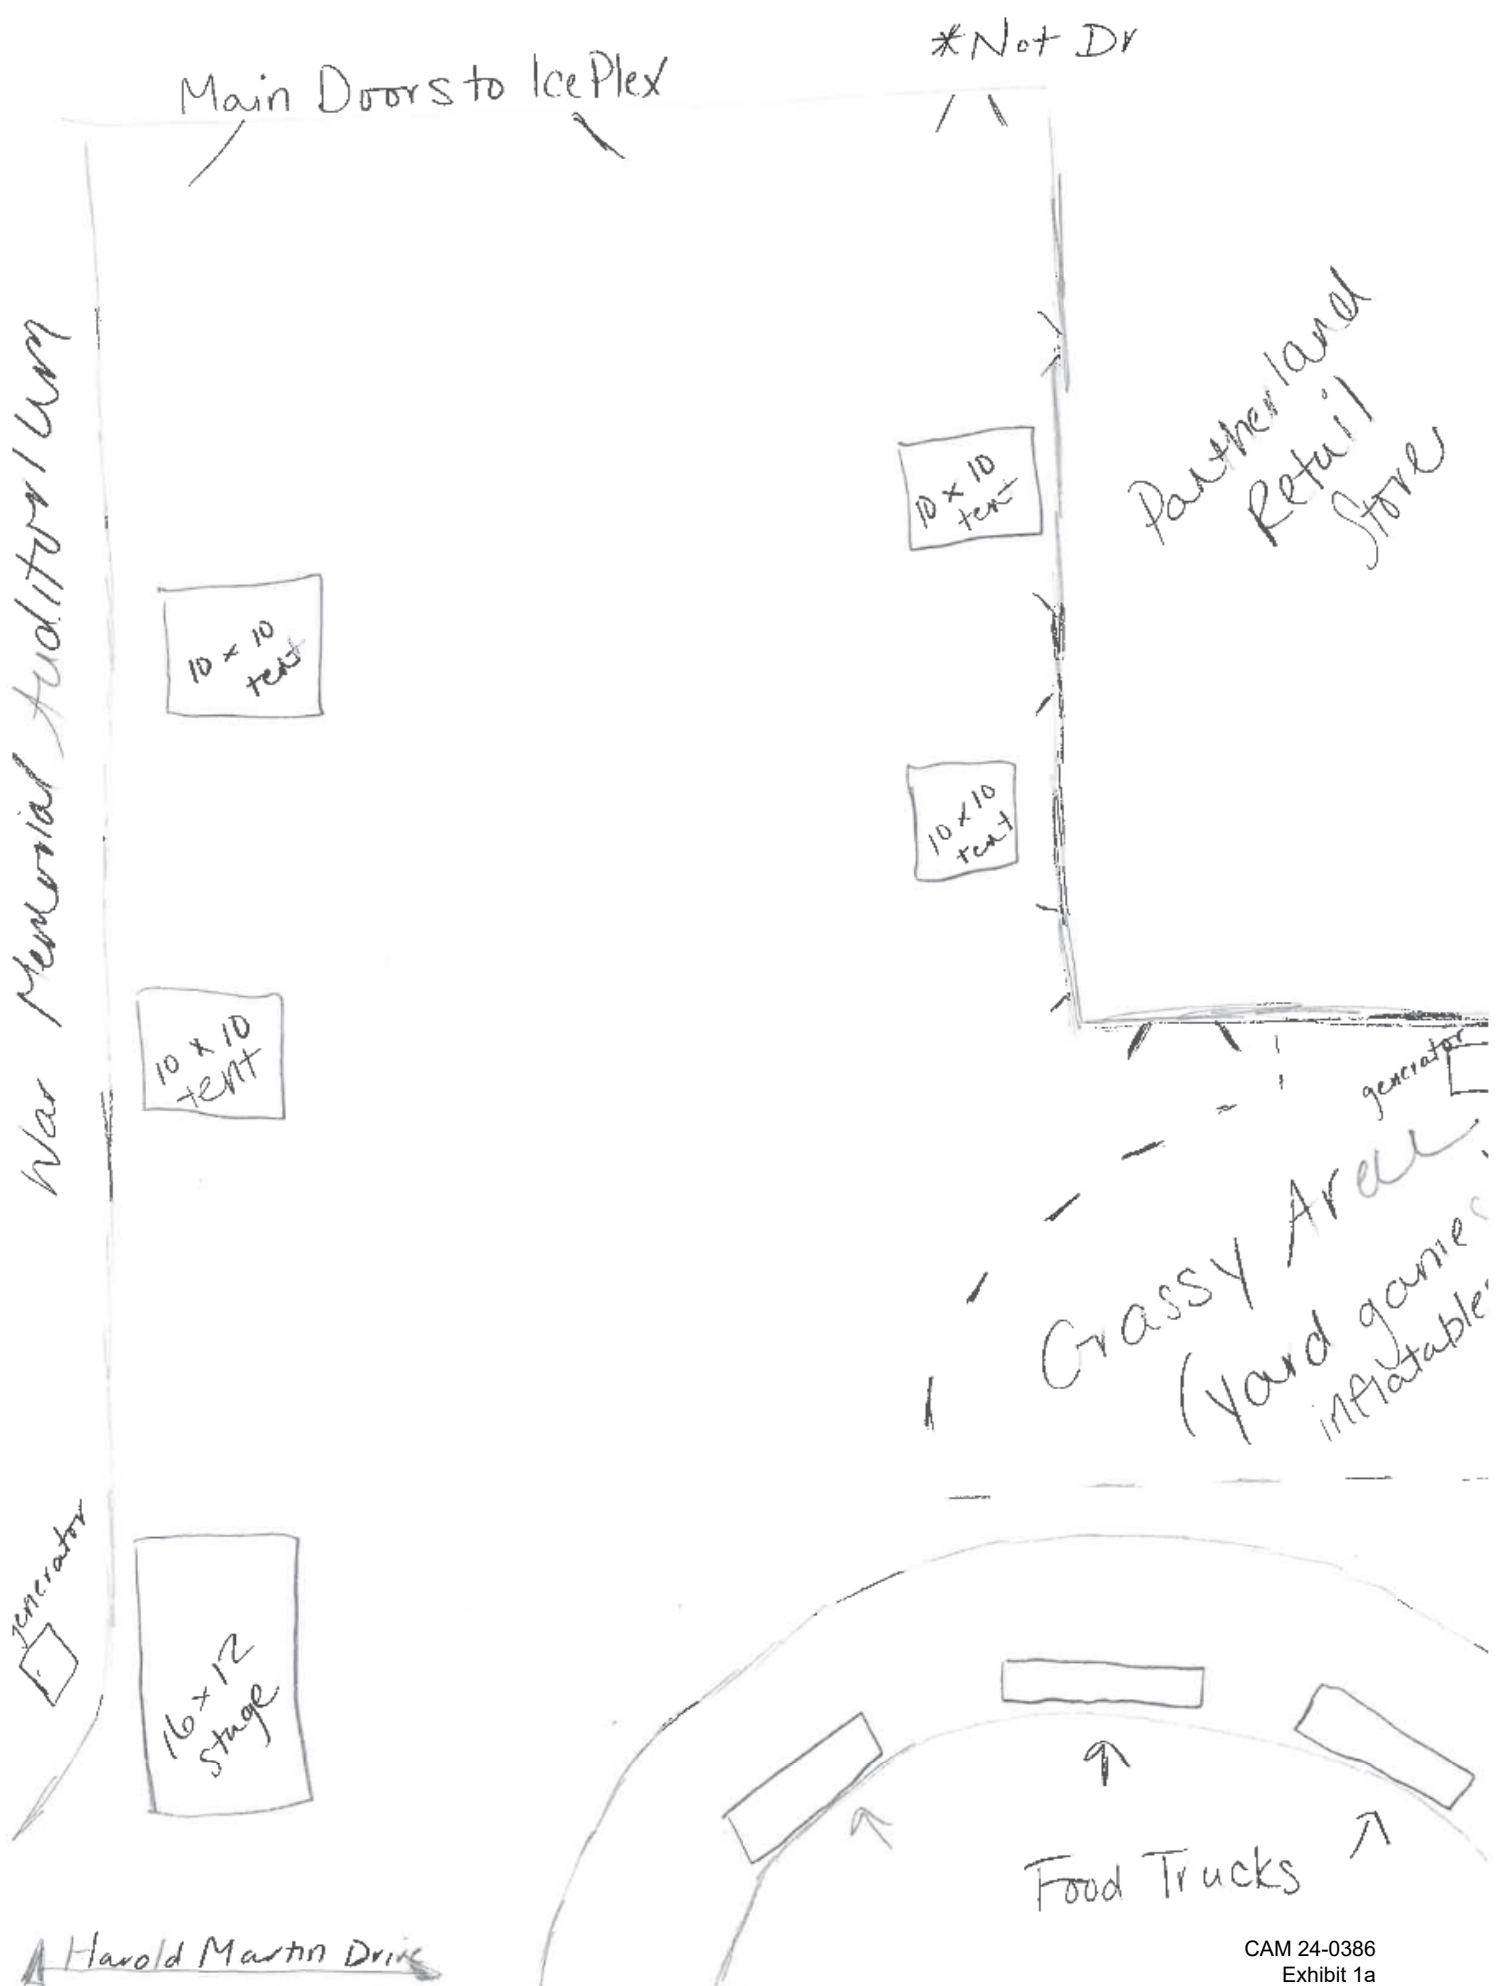 *Not Dr
Main Doors to IcePlex
War Memorial Auditorium
Pantherland
Retail
Store
10 x 10
tent
10 x 10
tent
10 x 10
tent
10 x 10
tent
generator
Grassy Area
(yard games
inflatable
generator
16 x 12
stage
Food Trucks
Harold Martin Drive
CAM 24-0386
Exhibit 1a